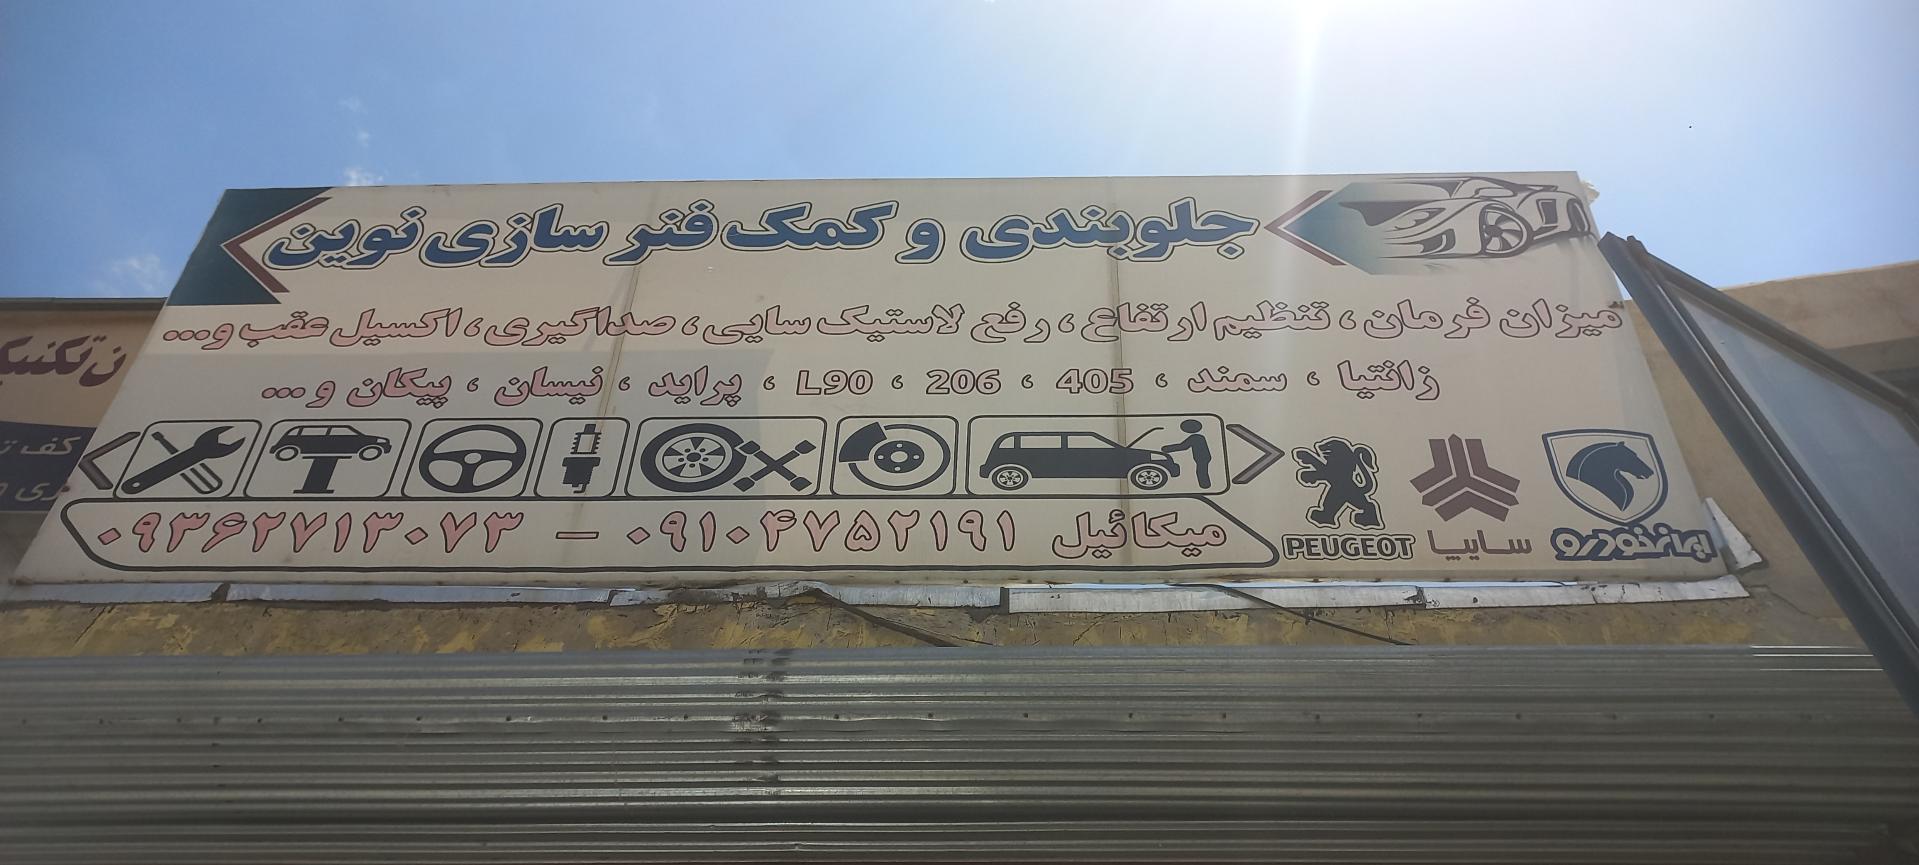 جلوبندی و کمک فنر سازی نوین
میزان فرمان، تنظیم ارتفاع، رفع لاستیک سایی، صداگیری، اکسیل عقب و...
زانتیا ، سمند ، 405 ، 206 ، L90 ، پراید ، نیسان ، پیکان و ...
میکائیل ۰۹۱۰۴۷۵۲۱۹۱ - ۰۹۳۶۲۷۱۳۰۷۳
ایران‌خودرو
سایپا
PEUGEOT
کف